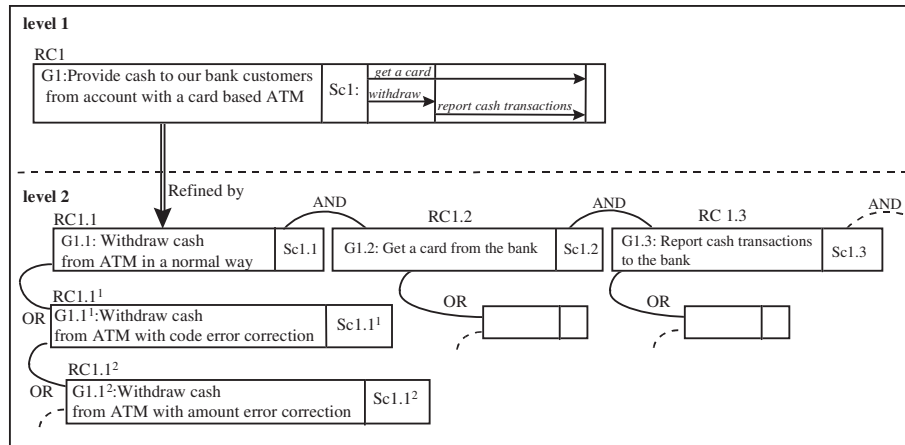 level 1
RC1
G1:Provide cash to our bank customers
from account with a card based ATM
Sc1:
get a card
withdraw
report cash transactions
Refined by
level 2
RC1.1
AND
RC1.2
AND
RC 1.3
AND
G1.1: Withdraw cash
from ATM in a normal way
Sc1.1
G1.2: Get a card from the bank
Sc1.2
G1.3: Report cash transactions
to the bank
Sc1.3
OR
RC1.1¹
G1.1¹:Withdraw cash
from ATM with code error correction
Sc1.1¹
OR
OR
OR
RC1.1²
G1.1²:Withdraw cash
from ATM with amount error correction
Sc1.1²